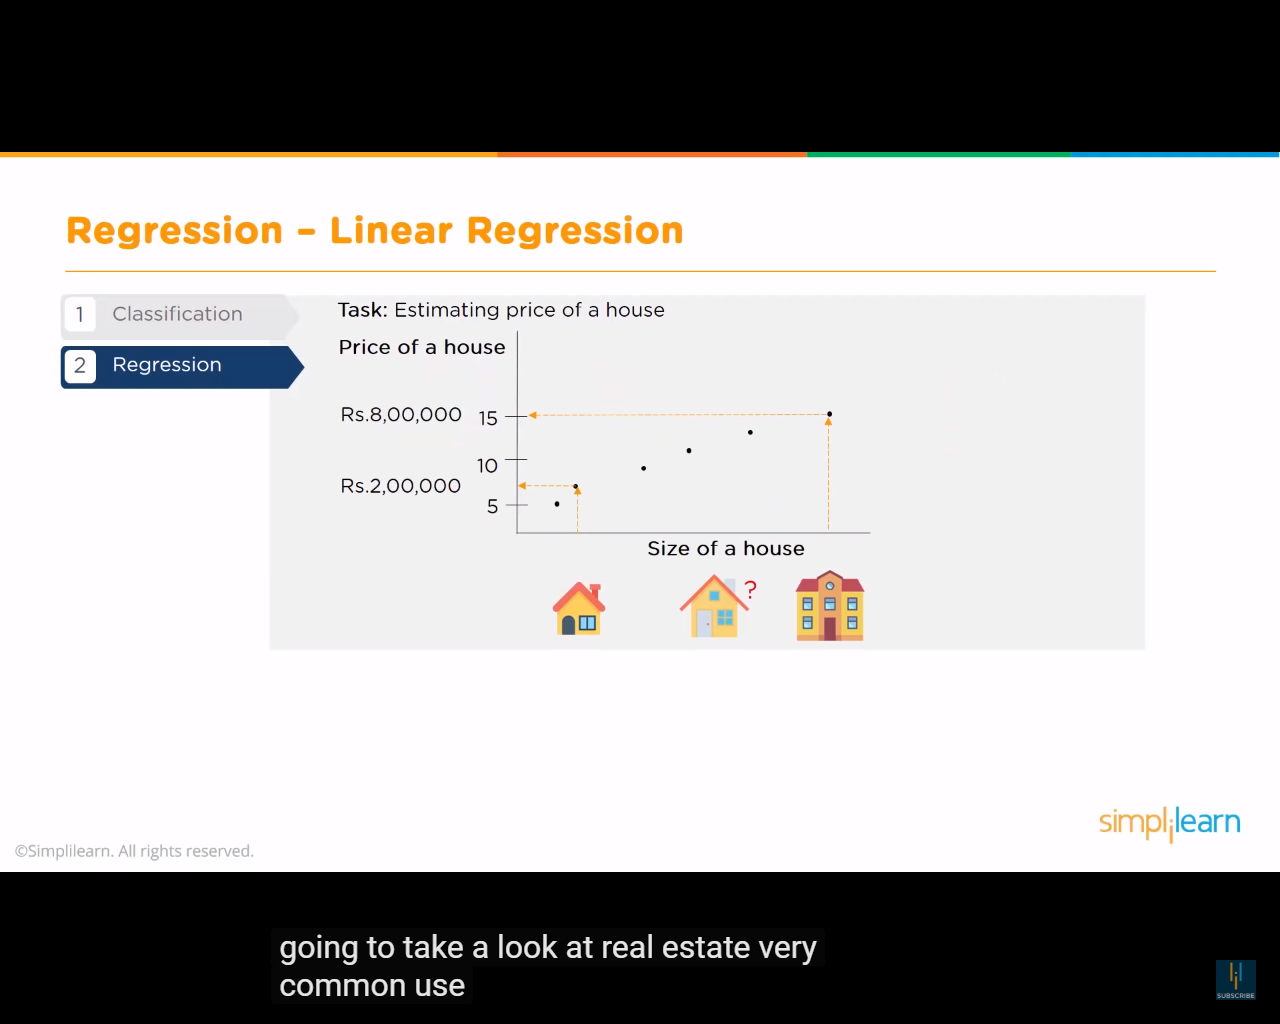 Regression – Linear Regression
1 Classification
2 Regression
Task: Estimating price of a house
Price of a house
Rs.8,00,000 15
10
Rs.2,00,000
5
Size of a house
?
simplilearn
©Simplilearn. All rights reserved.
going to take a look at real estate very
common use
SUBSCRIBE